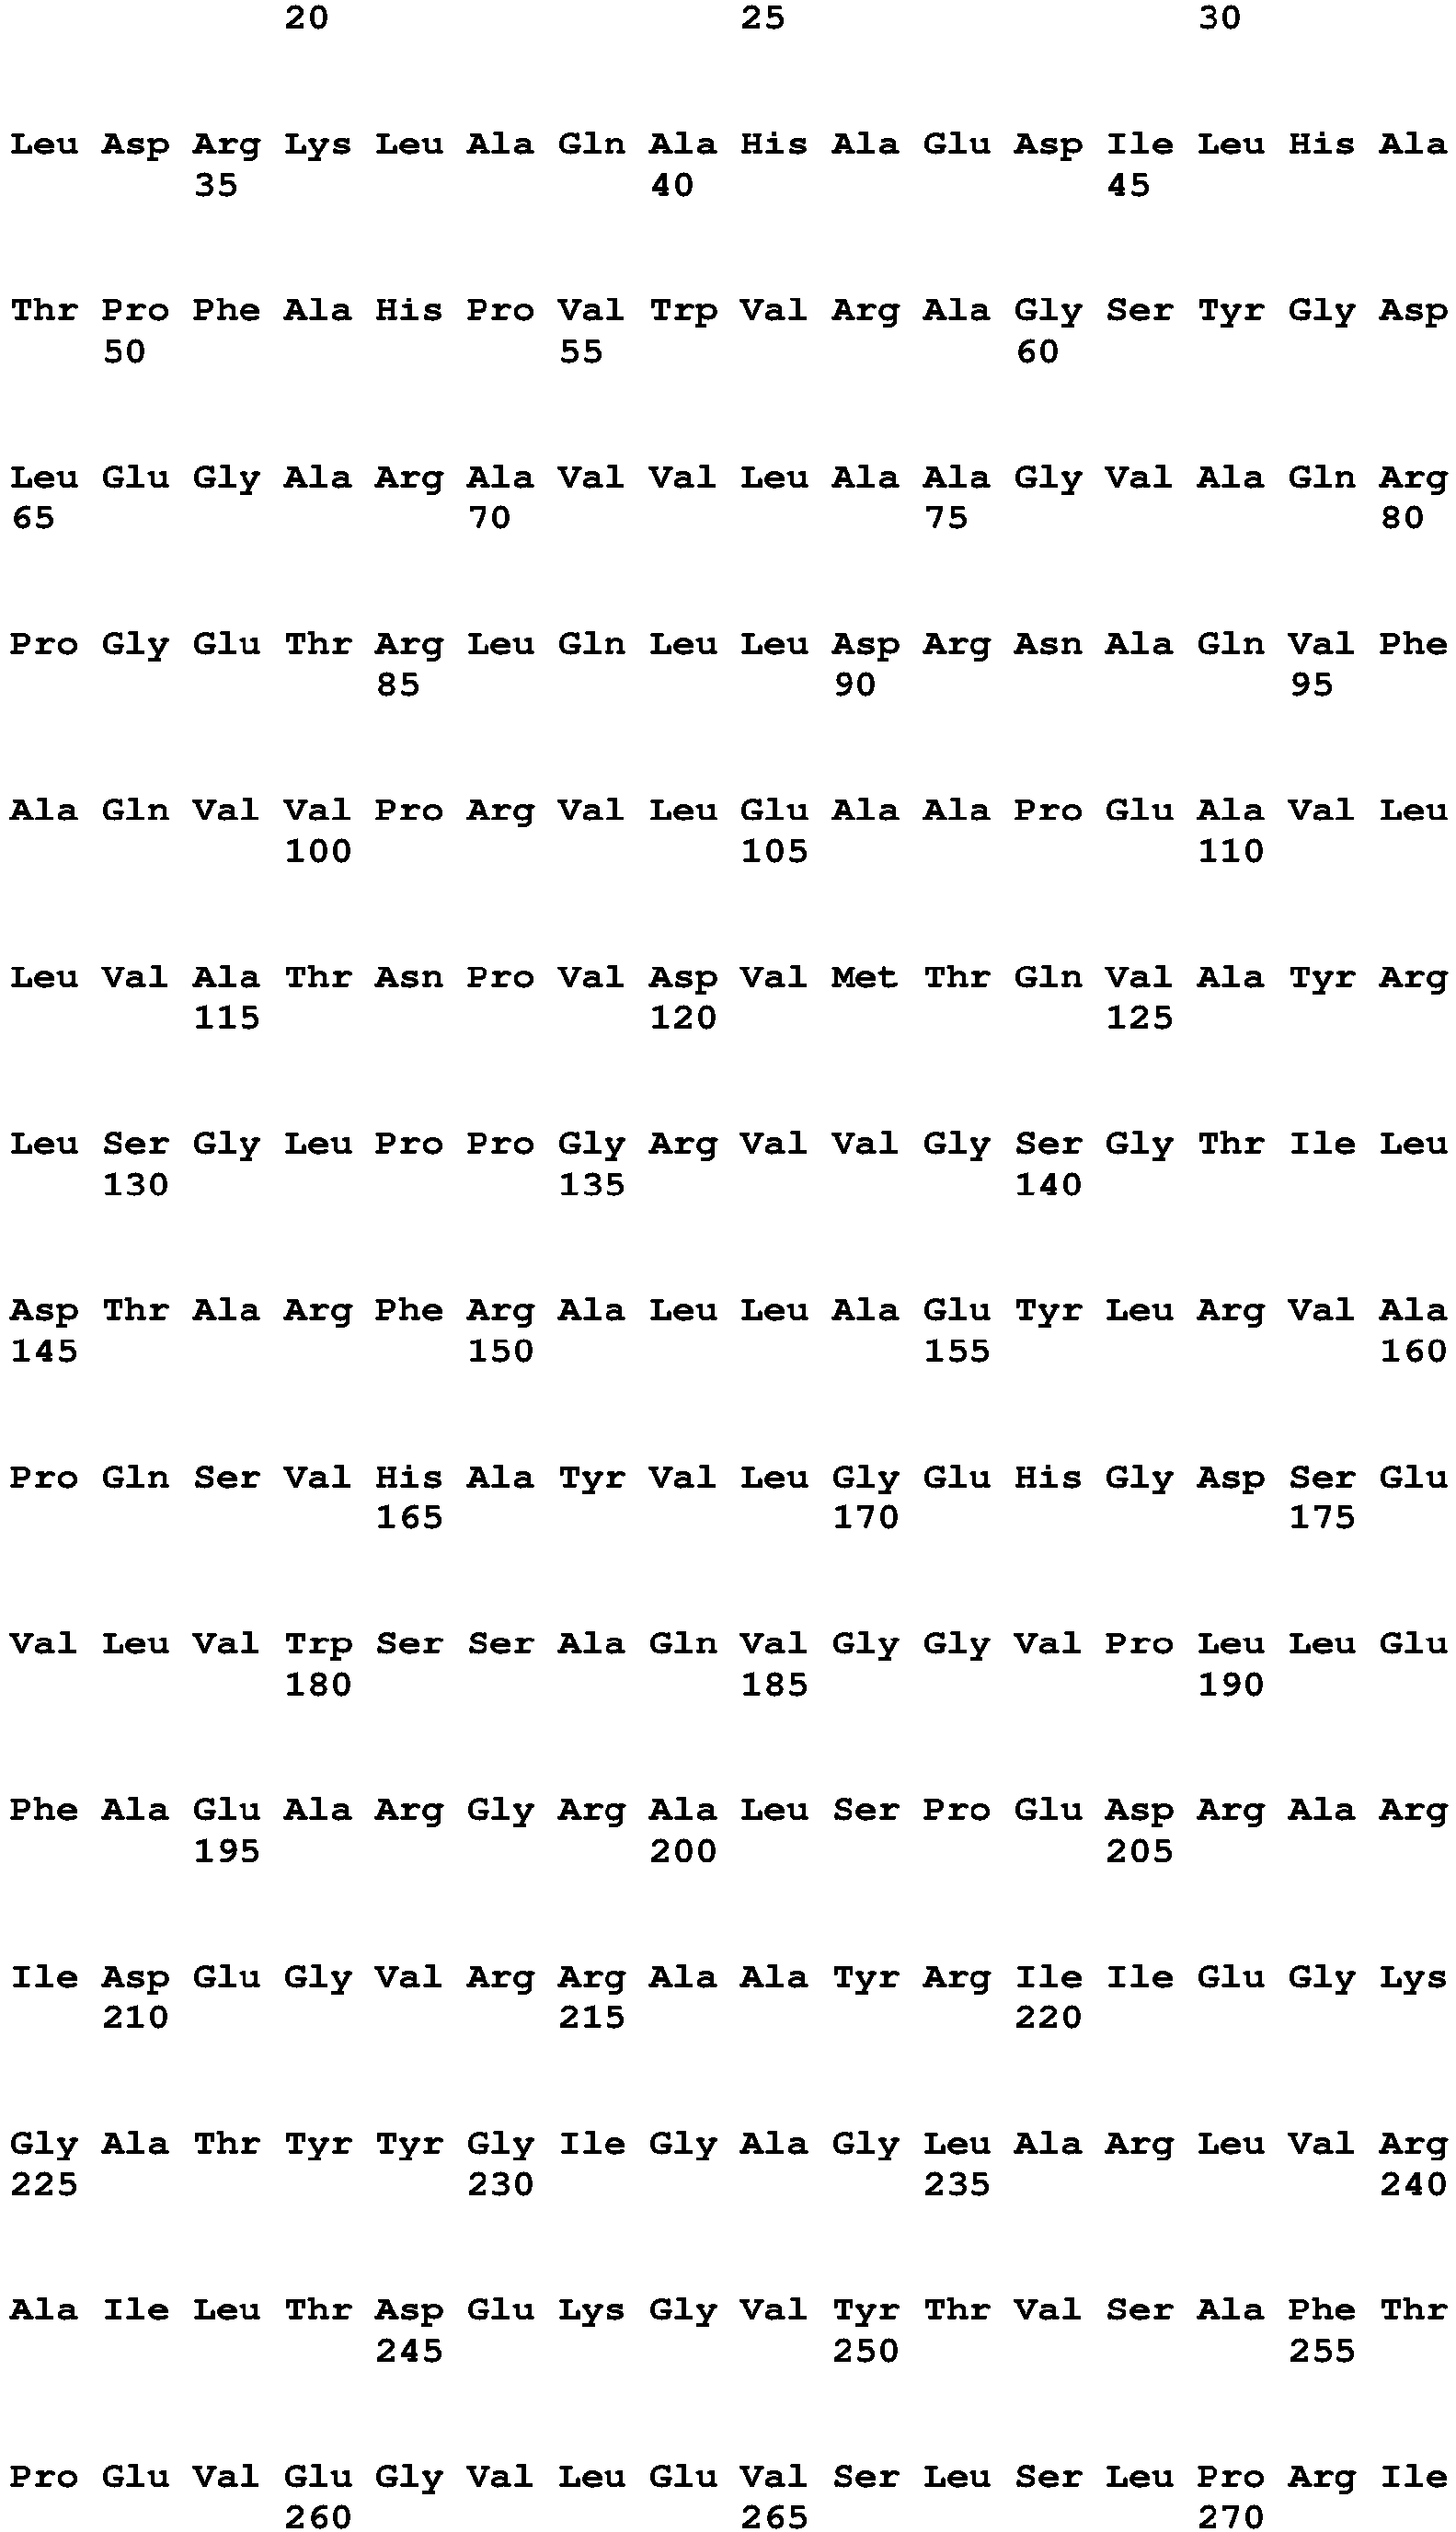 20 25 30
Leu Asp Arg Lys Leu Ala Gln Ala His Ala Glu Asp Ile Leu His Ala
35 40 45
Thr Pro Phe Ala His Pro Val Trp Val Arg Ala Gly Ser Tyr Gly Asp
50 55 60
Leu Glu Gly Ala Arg Ala Val Val Leu Ala Ala Gly Val Ala Gln Arg
65 70 75 80
Pro Gly Glu Thr Arg Leu Gln Leu Leu Asp Arg Asn Ala Gln Val Phe
85 90 95
Ala Gln Val Val Pro Arg Val Leu Glu Ala Ala Pro Glu Ala Val Leu
100 105 110
Leu Val Ala Thr Asn Pro Val Asp Val Met Thr Gln Val Ala Tyr Arg
115 120 125
Leu Ser Gly Leu Pro Pro Gly Arg Val Val Gly Ser Gly Thr Ile Leu
130 135 140
Asp Thr Ala Arg Phe Arg Ala Leu Leu Ala Glu Tyr Leu Arg Val Ala
145 150 155 160
Pro Gln Ser Val His Ala Tyr Val Leu Gly Glu His Gly Asp Ser Glu
165 170 175
Val Leu Val Trp Ser Ser Ala Gln Val Gly Gly Val Pro Leu Leu Glu
180 185 190
Phe Ala Glu Ala Arg Gly Arg Ala Leu Ser Pro Glu Asp Arg Ala Arg
195 200 205
Ile Asp Glu Gly Val Arg Arg Ala Ala Tyr Arg Ile Ile Glu Gly Lys
210 215 220
Gly Ala Thr Tyr Tyr Gly Ile Gly Ala Gly Leu Ala Arg Leu Val Arg
225 230 235 240
Ala Ile Leu Thr Asp Glu Lys Gly Val Tyr Thr Val Ser Ala Phe Thr
245 250 255
Pro Glu Val Glu Gly Val Leu Glu Val Ser Leu Ser Leu Pro Arg Ile
260 265 270